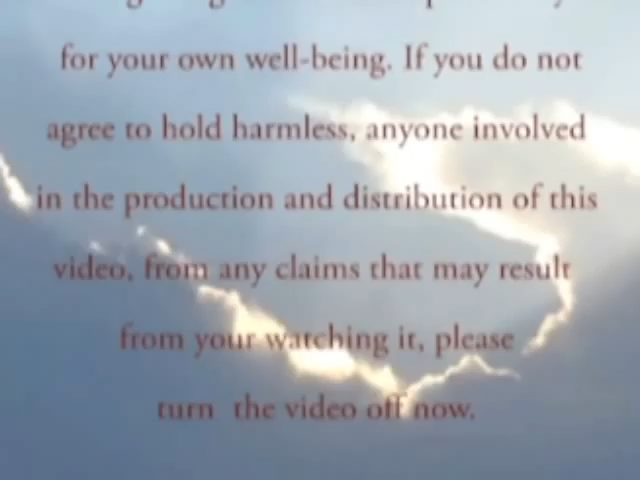 for your own well-being. If you do not
agree to hold harmless, anyone involved
in the production and distribution of this
video, from any claims that may result
from your watching it, please
turn the video off now.